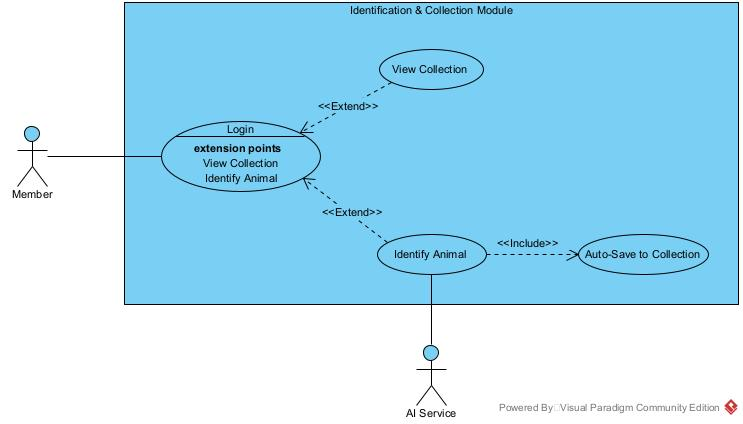 Identification & Collection Module
View Collection
<<Extend>>
Login
extension points
View Collection
Identify Animal
Member
<<Extend>>
<<Include>>
Identify Animal
Auto-Save to Collection
AI Service
Powered By Visual Paradigm Community Edition